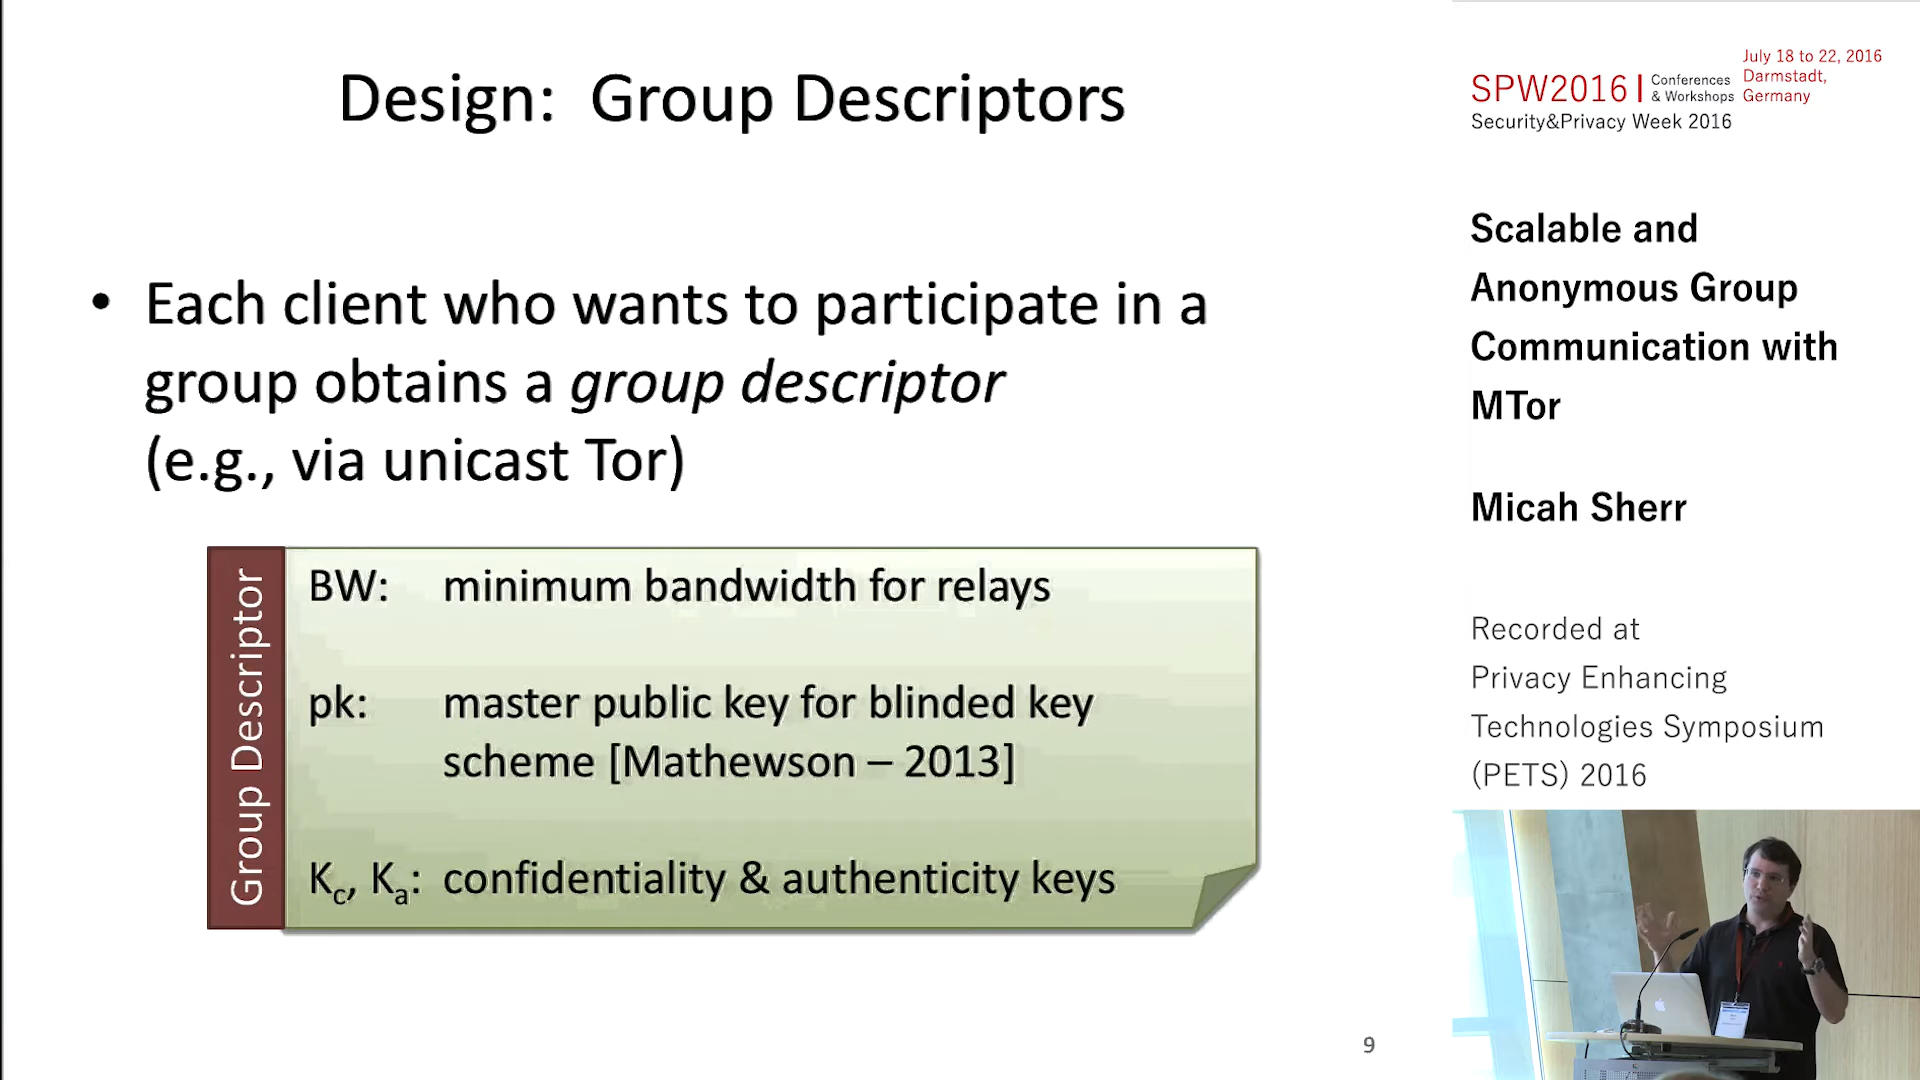 Design: Group Descriptors
• Each client who wants to participate in a
group obtains a group descriptor
(e.g., via unicast Tor)
Group Descriptor
BW: minimum bandwidth for relays
pk: master public key for blinded key
scheme [Mathewson – 2013]
Kc, Ka: confidentiality & authenticity keys
9
SPW2016 | Conferences & Workshops
July 18 to 22, 2016
Darmstadt,
Germany
Security&Privacy Week 2016
Scalable and
Anonymous Group
Communication with
MTor
Micah Sherr
Recorded at
Privacy Enhancing
Technologies Symposium
(PETS) 2016